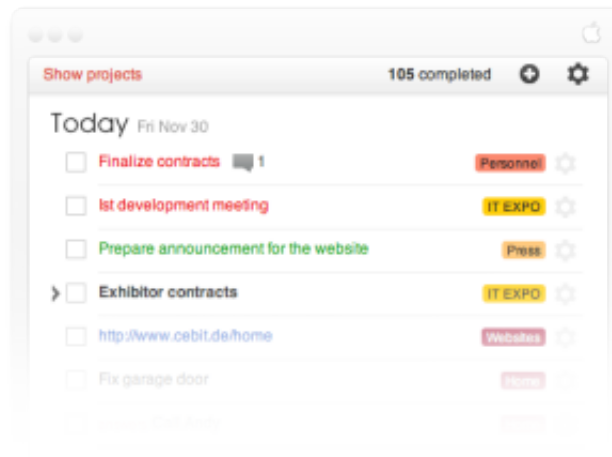 Show projects 105 completed
Today Fri Nov 30
Finalize contracts 1 Personnel
Ist development meeting IT EXPO
Prepare announcement for the website Press
Exhibitor contracts IT EXPO
http://www.cebit.de/home Websites
Fix garage door Home